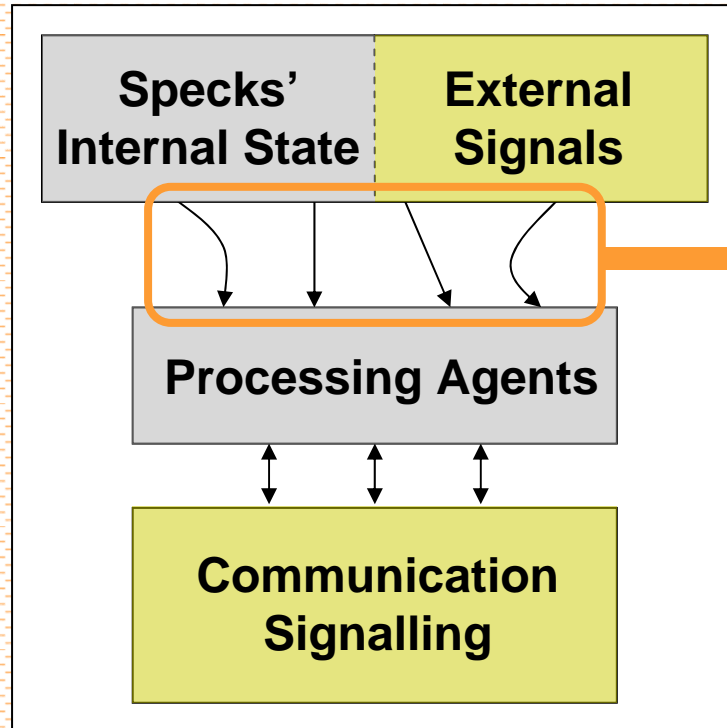 Specks’
Internal State
External
Signals
Processing Agents
Communication
Signalling